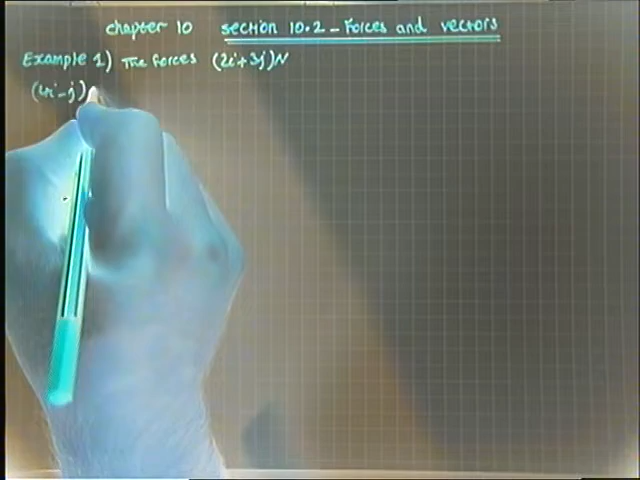 chapter 10 section 10.2 - Forces and vectors
Example 1) The forces (2i+3j)N
(4i-j)